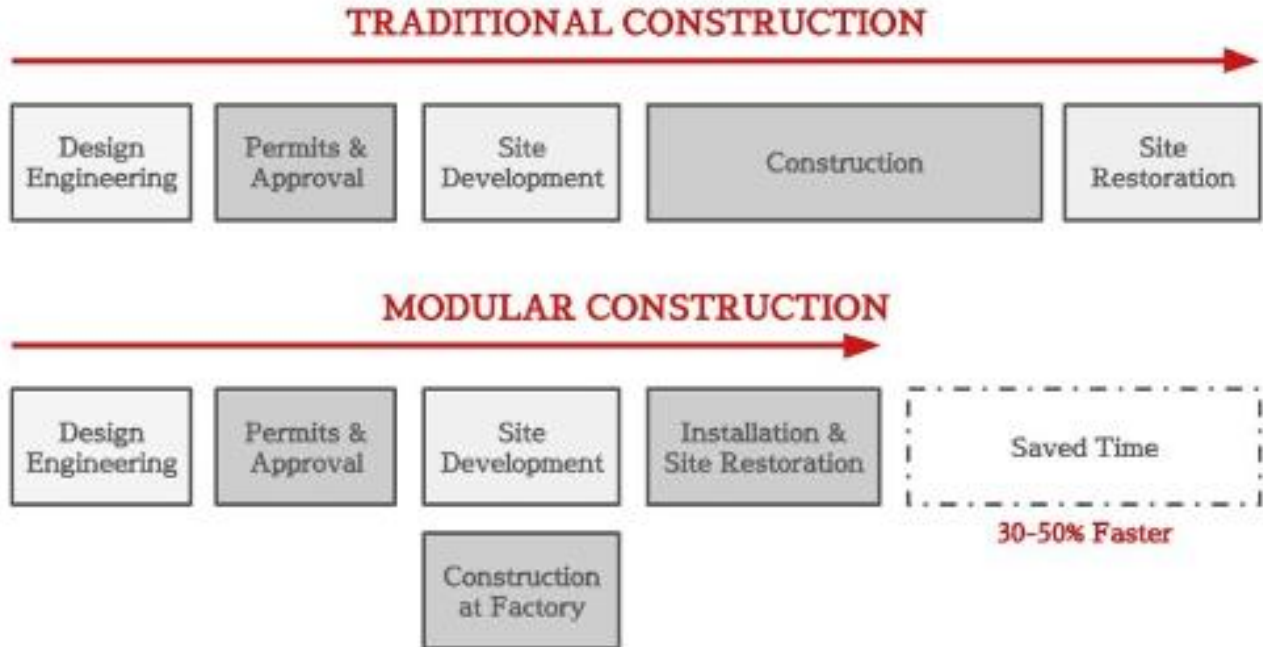 TRADITIONAL CONSTRUCTION
Design
Engineering
Permits &
Approval
Site
Development
Construction
Site
Restoration
MODULAR CONSTRUCTION
Design
Engineering
Permits &
Approval
Site
Development
Installation &
Site Restoration
Saved Time
30-50% Faster
Construction
at Factory